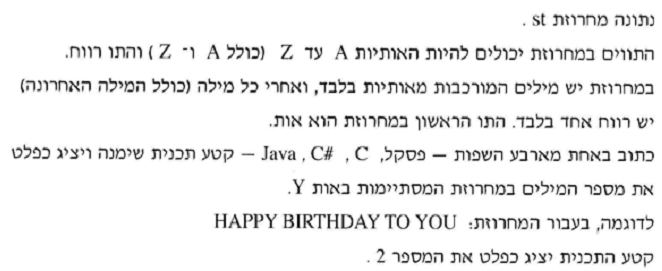 נתונה מחרוזת st .
התווים במחרוזת יכולים להיות האותיות A עד Z (כולל A ו־ Z) והתו רווח.
במחרוזת יש מילים המורכבות מאותיות בלבד, ואחרי כל מילה (כולל המילה האחרונה)
יש רווח אחד בלבד. התו הראשון במחרוזת הוא אות.
כתוב באחת מארבע השפות – פסקל, Java , C# , C – קטע תכנית שימנה ויציג כפלט
את מספר המילים במחרוזת המסתיימות באות Y.
לדוגמה, בעבור המחרוזת: HAPPY BIRTHDAY TO YOU
קטע התכנית יציג כפלט את המספר 2 .